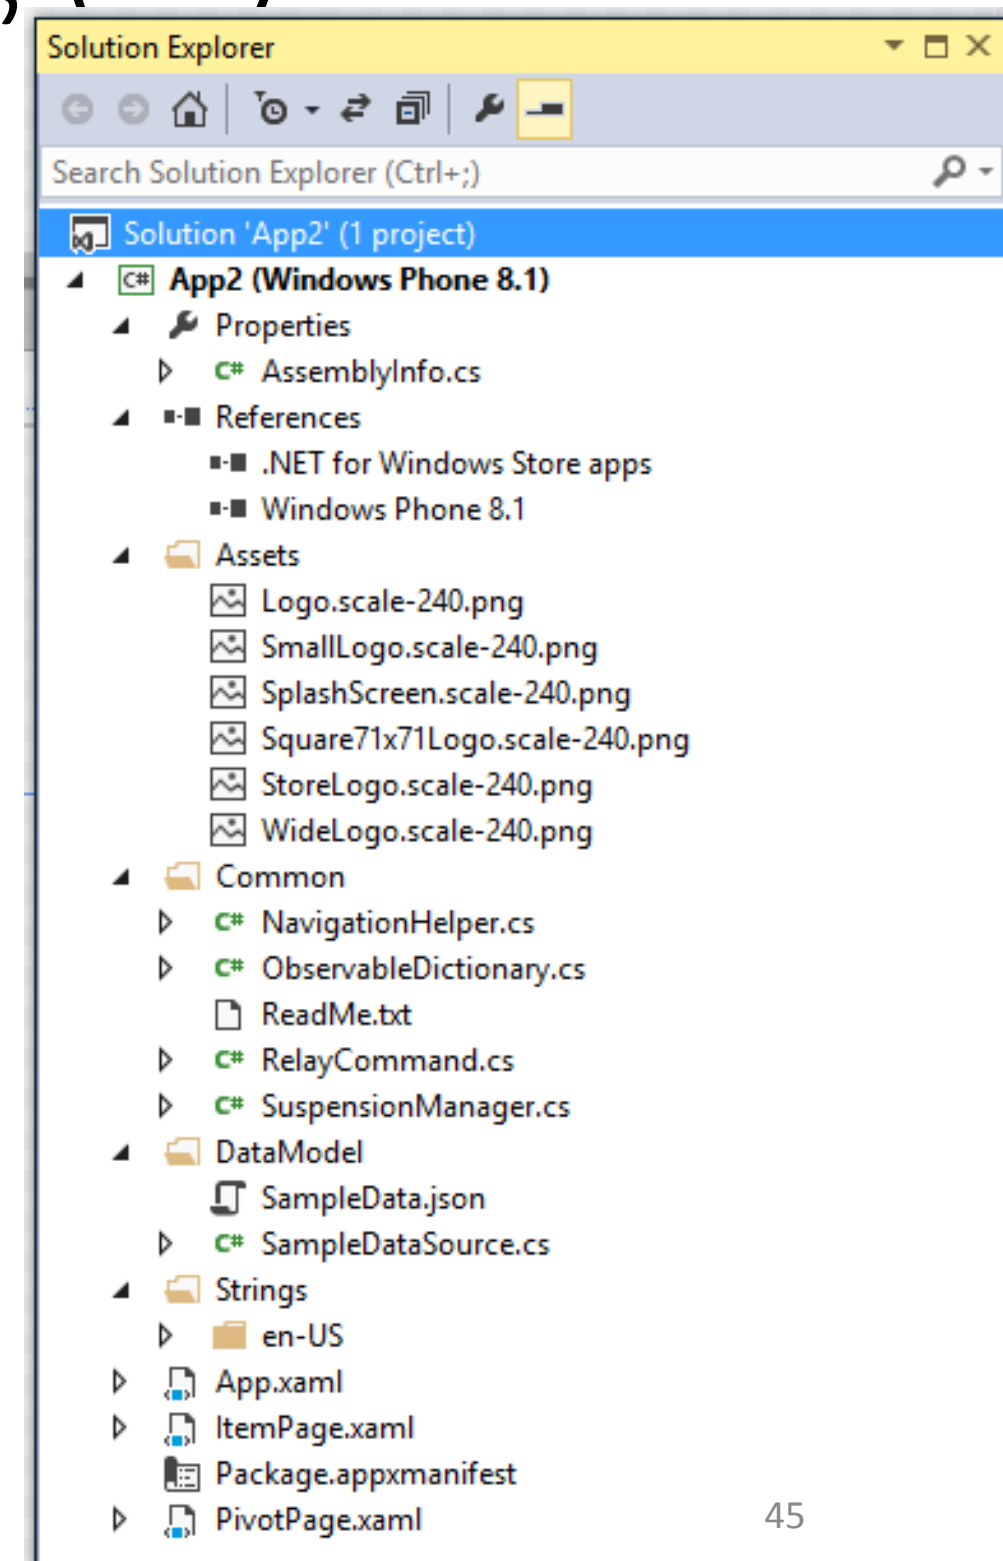 Solution Explorer
Search Solution Explorer (Ctrl+;)
Solution 'App2' (1 project)
C# App2 (Windows Phone 8.1)
Properties
C# AssemblyInfo.cs
References
.NET for Windows Store apps
Windows Phone 8.1
Assets
Logo.scale-240.png
SmallLogo.scale-240.png
SplashScreen.scale-240.png
Square71x71Logo.scale-240.png
StoreLogo.scale-240.png
WideLogo.scale-240.png
Common
C# NavigationHelper.cs
C# ObservableDictionary.cs
ReadMe.txt
C# RelayCommand.cs
C# SuspensionManager.cs
DataModel
SampleData.json
C# SampleDataSource.cs
Strings
en-US
App.xaml
ItemPage.xaml
Package.appxmanifest
PivotPage.xaml
45